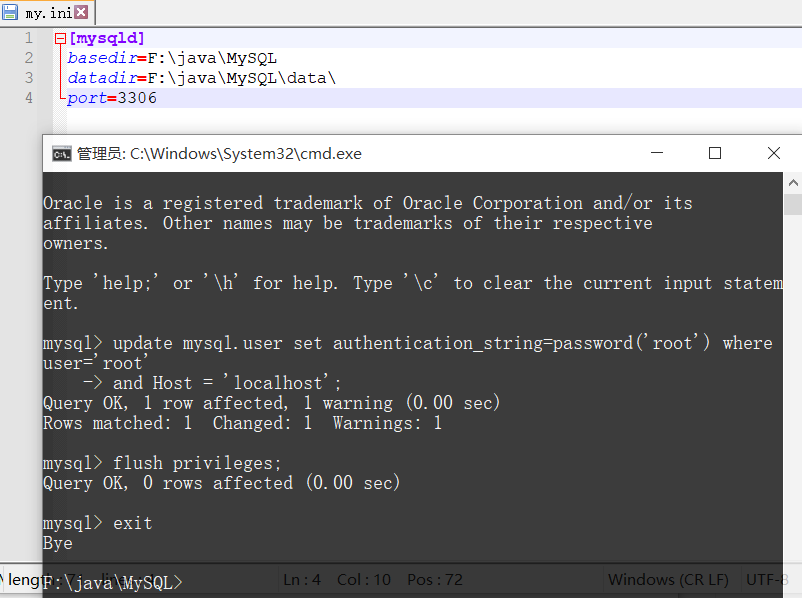 my.ini
1 [mysqld]
2 basedir=F:\java\MySQL
3 datadir=F:\java\MySQL\data\
4 port=3306
管理员: C:\Windows\System32\cmd.exe
Oracle is a registered trademark of Oracle Corporation and/or its
affiliates. Other names may be trademarks of their respective
owners.
Type 'help;' or '\h' for help. Type '\c' to clear the current input statem
ent.
mysql> update mysql.user set authentication_string=password('root') where
user='root'
-> and Host = 'localhost';
Query OK, 1 row affected, 1 warning (0.00 sec)
Rows matched: 1 Changed: 1 Warnings: 1
mysql> flush privileges;
Query OK, 0 rows affected (0.00 sec)
mysql> exit
Bye
F:\java\MySQL>
Ln : 4 Col : 10 Pos : 72 Windows (CR LF) UTF-8